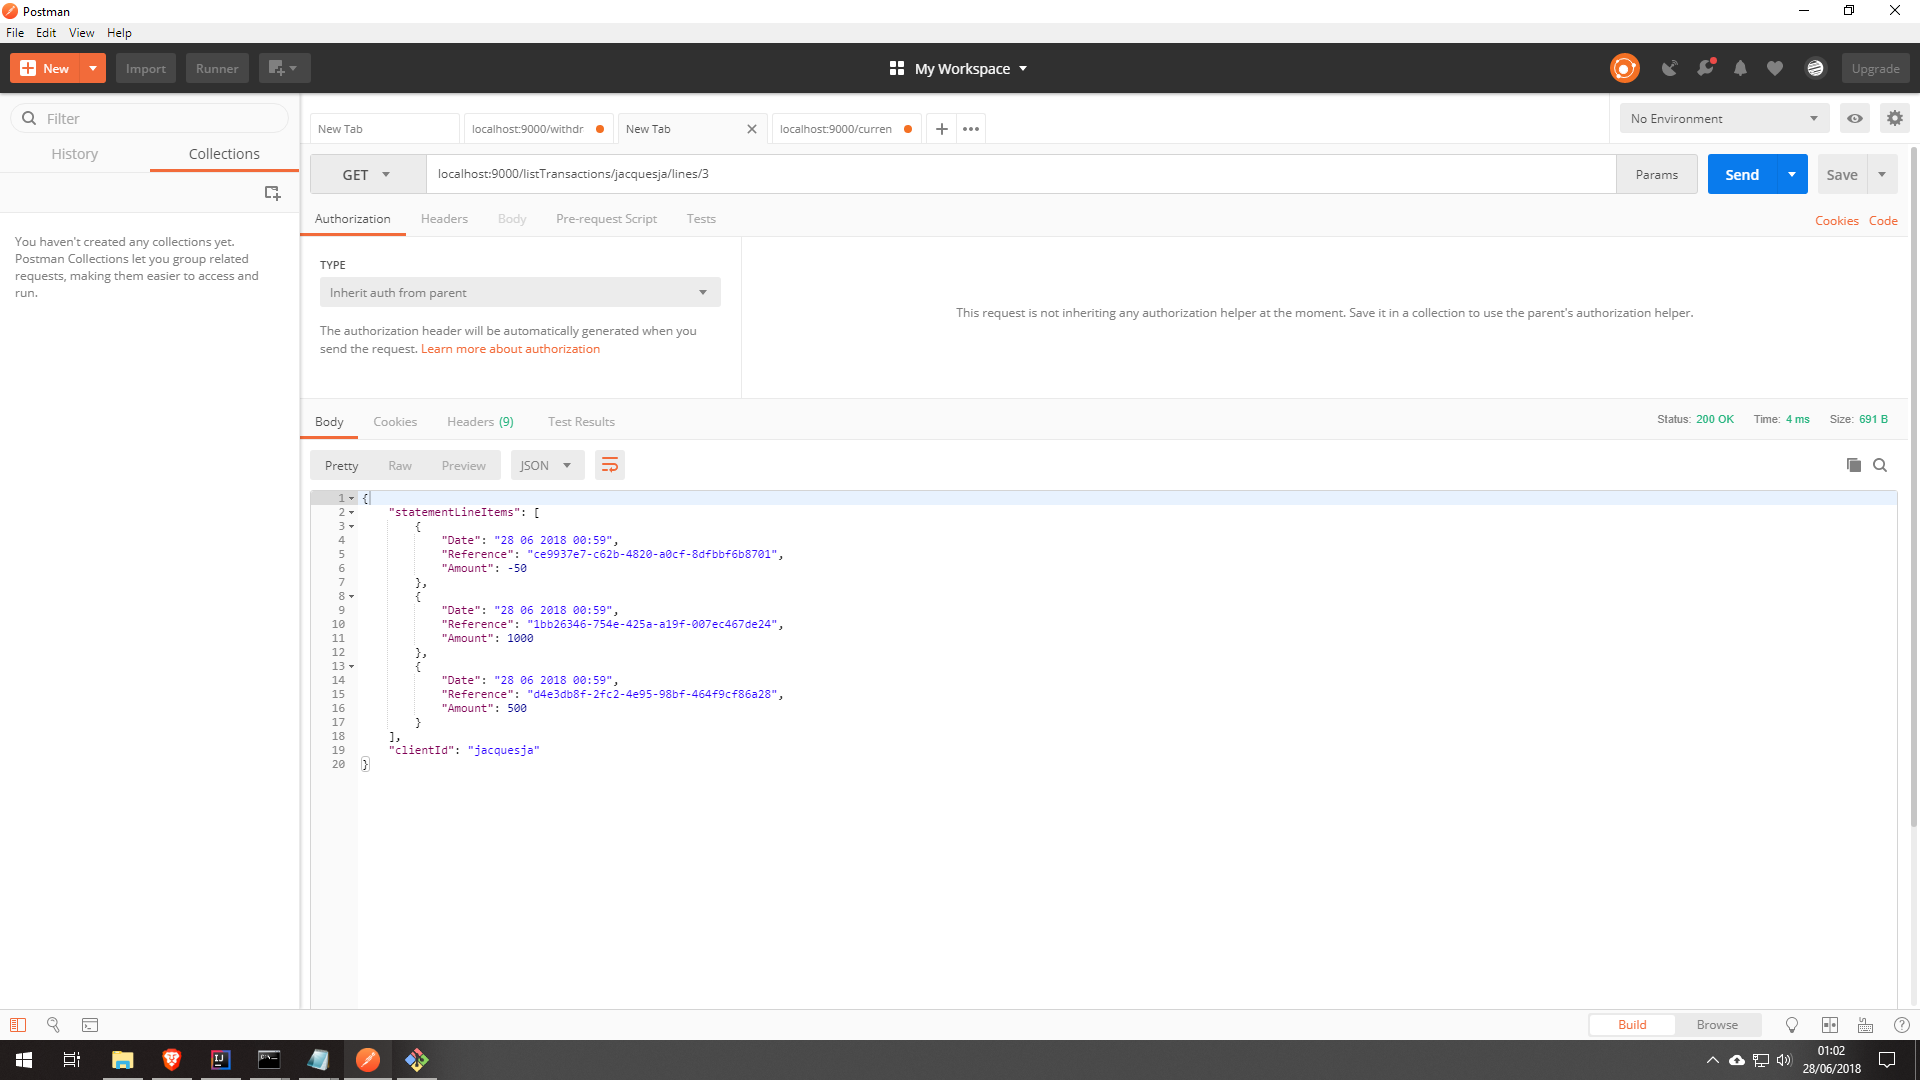 Postman
File Edit View Help
New Import Runner My Workspace Upgrade
Filter
History Collections
You haven't created any collections yet.
Postman Collections let you group related
requests, making them easier to access and
run.
New Tab localhost:9000/withdr New Tab localhost:9000/curren No Environment
GET localhost:9000/listTransactions/jacquesja/lines/3 Params Send Save
Authorization Headers Body Pre-request Script Tests Cookies Code
TYPE
Inherit auth from parent
The authorization header will be automatically generated when you
send the request. Learn more about authorization
This request is not inheriting any authorization helper at the moment. Save it in a collection to use the parent's authorization helper.
Body Cookies Headers (9) Test Results Status: 200 OK Time: 4 ms Size: 691 B
Pretty Raw Preview JSON
1 {
2 "statementLineItems": [
3 {
4 "Date": "28 06 2018 00:59",
5 "Reference": "ce9937e7-c62b-4820-a0cf-8dfbbf6b8701",
6 "Amount": -50
7 },
8 {
9 "Date": "28 06 2018 00:59",
10 "Reference": "1bb26346-754e-425a-a19f-007ec467de24",
11 "Amount": 1000
12 },
13 {
14 "Date": "28 06 2018 00:59",
15 "Reference": "d4e3db8f-2fc2-4e95-98bf-464f9cf86a28",
16 "Amount": 500
17 }
18 ],
19 "clientId": "jacquesja"
20 }
Build Browse
01:02
28/06/2018